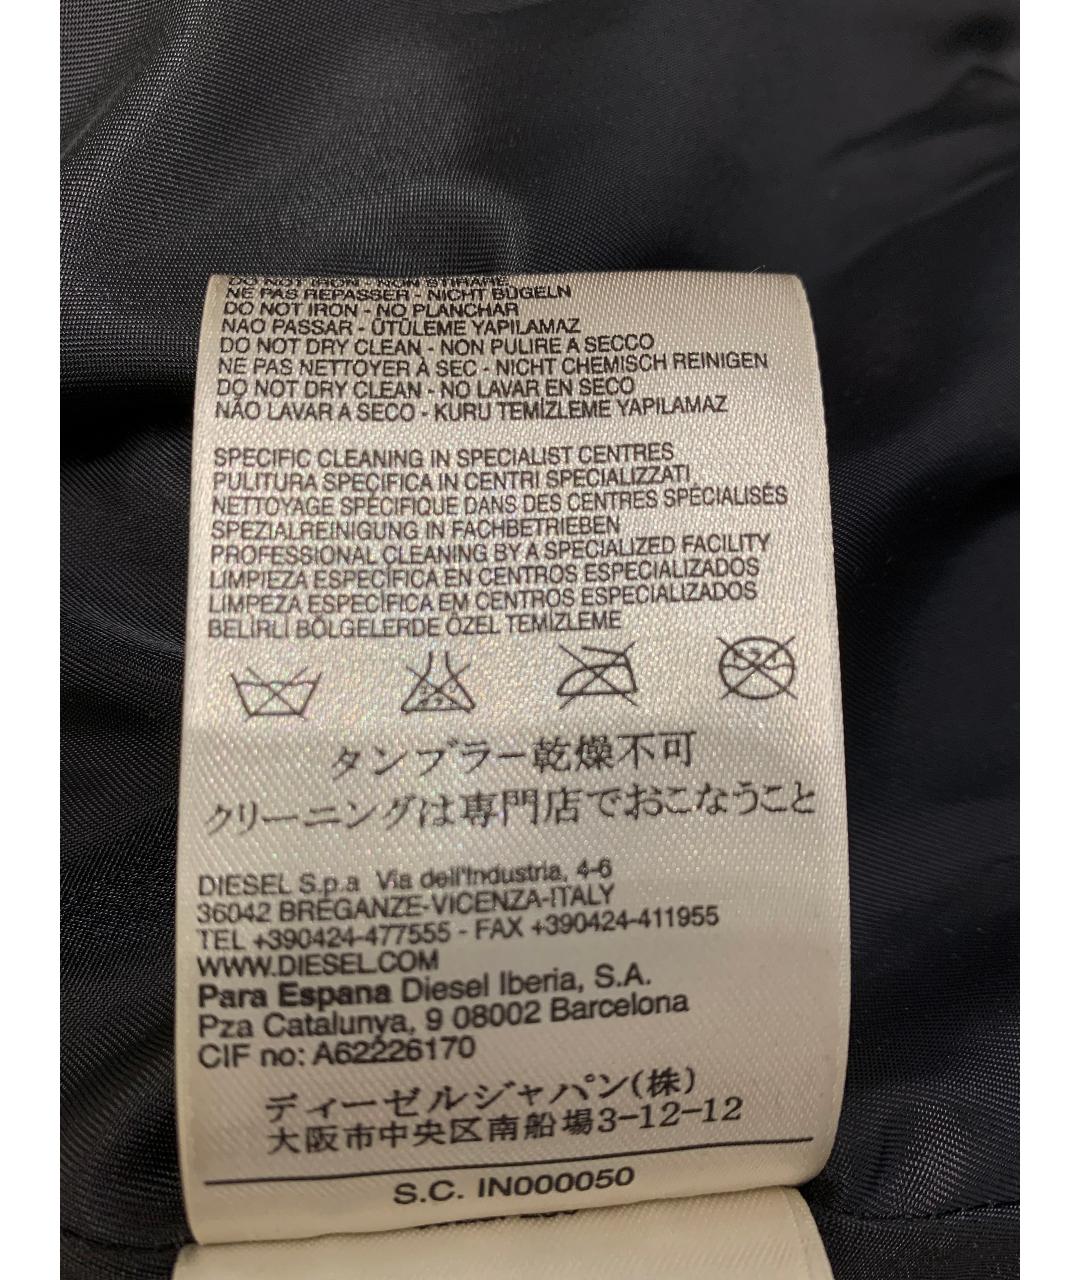 DO NOT IRON - NON STIRARE
NE PAS REPASSER - NICHT BÜGELN
DO NOT IRON - NO PLANCHAR
NAO PASSAR - ÜTÜLEME YAPILAMAZ
DO NOT DRY CLEAN - NON PULIRE A SECCO
NE PAS NETTOYER À SEC - NICHT CHEMISCH REINIGEN
DO NOT DRY CLEAN - NO LAVAR EN SECO
NÃO LAVAR A SECO - KURU TEMİZLEME YAPILAMAZ
SPECIFIC CLEANING IN SPECIALIST CENTRES
PULITURA SPECIFICA IN CENTRI SPECIALIZZATI
NETTOYAGE SPÉCIFIQUE DANS DES CENTRES SPÉCIALISÉS
SPEZIALREINIGUNG IN FACHBETRIEBEN
PROFESSIONAL CLEANING BY A SPECIALIZED FACILITY
LIMPIEZA ESPECÍFICA EN CENTROS ESPECIALIZADOS
LIMPEZA ESPECÍFICA EM CENTROS ESPECIALIZADOS
BELİRLİ BÖLGELERDE ÖZEL TEMİZLEME
タンブラー乾燥不可
クリーニングは専門店でおこなうこと
DIESEL S.p.a Via dell'Industria, 4-6
36042 BREGANZE-VICENZA-ITALY
TEL +390424-477555 - FAX +390424-411955
WWW.DIESEL.COM
Para Espana Diesel Iberia, S.A.
Pza Catalunya, 9 08002 Barcelona
CIF no: A62226170
ディーゼルジャパン(株)
大阪市中央区南船場3-12-12
S.C. IN000050